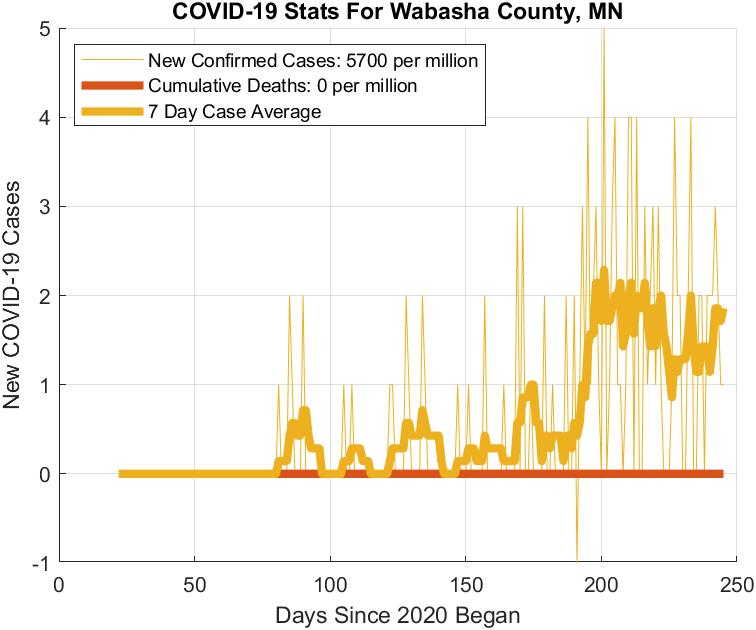 COVID-19 Stats For Wabasha County, MN
New Confirmed Cases: 5700 per million
Cumulative Deaths: 0 per million
7 Day Case Average
New COVID-19 Cases
5
4
3
2
1
0
-1
0 50 100 150 200 250
Days Since 2020 Began